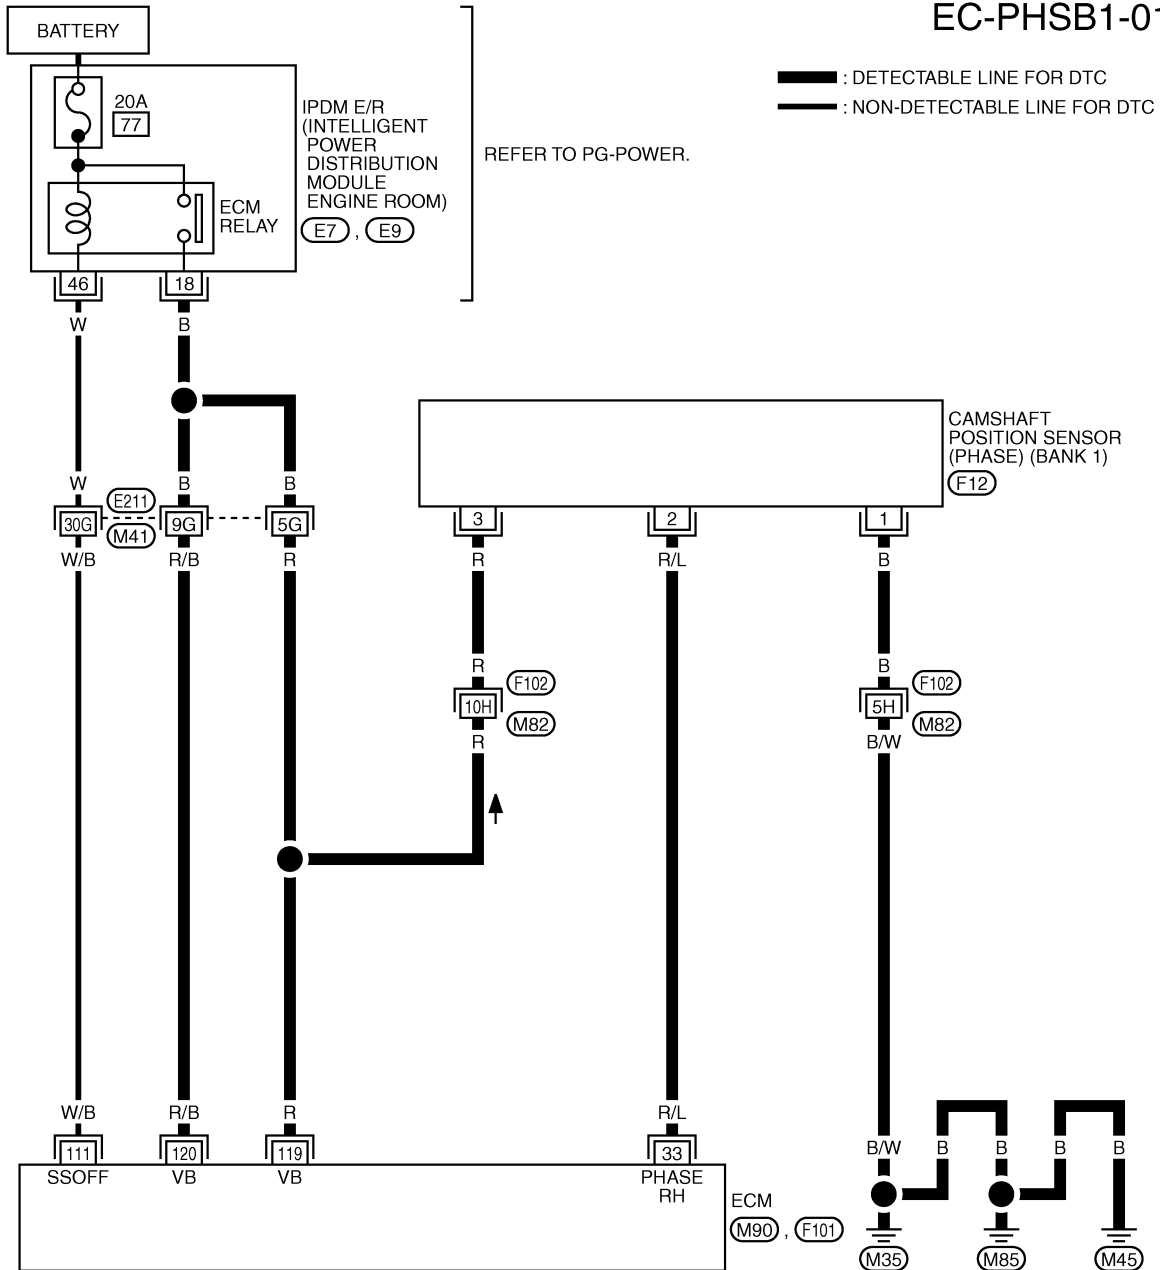 EC-PHSB1-01
BATTERY
: DETECTABLE LINE FOR DTC
: NON-DETECTABLE LINE FOR DTC
20A
77
IPDM E/R
(INTELLIGENT
POWER
DISTRIBUTION
MODULE
ENGINE ROOM)
E7 , E9
REFER TO PG-POWER.
ECM
RELAY
46 18
W B
CAMSHAFT
POSITION SENSOR
(PHASE) (BANK 1)
F12
W B B
E211
30G 9G 5G
M41
3 2 1
W/B R/B R
R R/L B
R B
F102 F102
10H 5H
M82 M82
R B/W
W/B R/B R R/L
B/W B B B B
111 120 119 33
SSOFF VB VB PHASE
RH
ECM
M90 , F101
M35 M85 M45